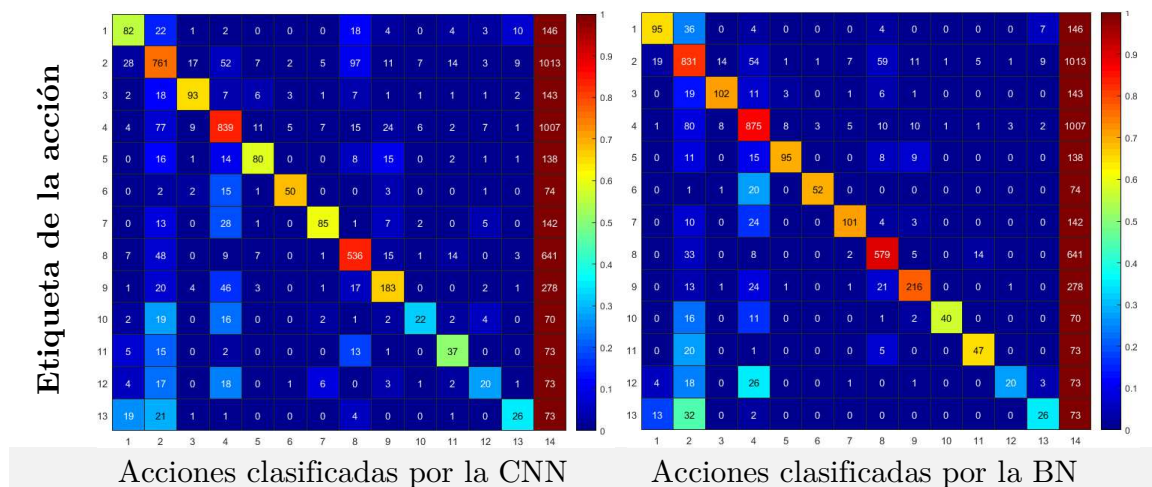 Etiqueta de la acción
1 82 22 1 2 0 0 0 18 4 0 4 3 10 146
2 28 761 17 52 7 2 5 97 11 7 14 3 9 1013
3 2 18 93 7 6 3 1 7 1 1 1 1 2 143
4 4 77 9 839 11 5 7 15 24 6 2 7 1 1007
5 0 16 1 14 80 0 0 8 15 0 2 1 1 138
6 0 2 2 15 1 50 0 0 3 0 0 1 0 74
7 0 13 0 28 1 0 85 1 7 2 0 5 0 142
8 7 48 0 9 7 0 1 536 15 1 14 0 3 641
9 1 20 4 46 3 0 1 17 183 2 0 1 0 278
10 2 19 0 16 0 0 2 1 2 22 2 4 0 70
11 5 15 0 2 0 0 0 13 1 0 37 0 0 73
12 4 17 0 18 0 1 6 0 3 1 2 20 1 73
13 19 21 1 1 0 0 0 4 0 0 1 0 26 73
1 2 3 4 5 6 7 8 9 10 11 12 13 14
1
0.9
0.8
0.7
0.6
0.5
0.4
0.3
0.2
0.1
0
Acciones clasificadas por la CNN
1 95 36 0 4 0 0 0 4 0 0 0 0 7 146
2 19 831 14 54 1 1 7 59 11 1 5 1 9 1013
3 0 19 102 11 3 0 1 6 1 0 0 0 0 143
4 1 80 8 875 8 3 5 10 10 1 1 3 2 1007
5 0 11 0 15 95 0 0 8 9 0 0 0 0 138
6 0 1 1 20 0 52 0 0 0 0 0 0 0 74
7 0 10 0 24 0 0 101 4 3 0 0 0 0 142
8 0 33 0 8 0 0 2 579 5 0 14 0 0 641
9 0 13 1 24 1 0 1 21 216 0 0 1 0 278
10 0 16 0 11 0 0 0 1 2 40 0 0 0 70
11 0 20 0 1 0 0 0 5 0 0 47 0 0 73
12 4 18 0 26 0 0 1 0 1 0 0 20 3 73
13 13 32 0 2 0 0 0 0 0 0 0 0 26 73
1 2 3 4 5 6 7 8 9 10 11 12 13 14
1
0.9
0.8
0.7
0.6
0.5
0.4
0.3
0.2
0.1
0
Acciones clasificadas por la BN